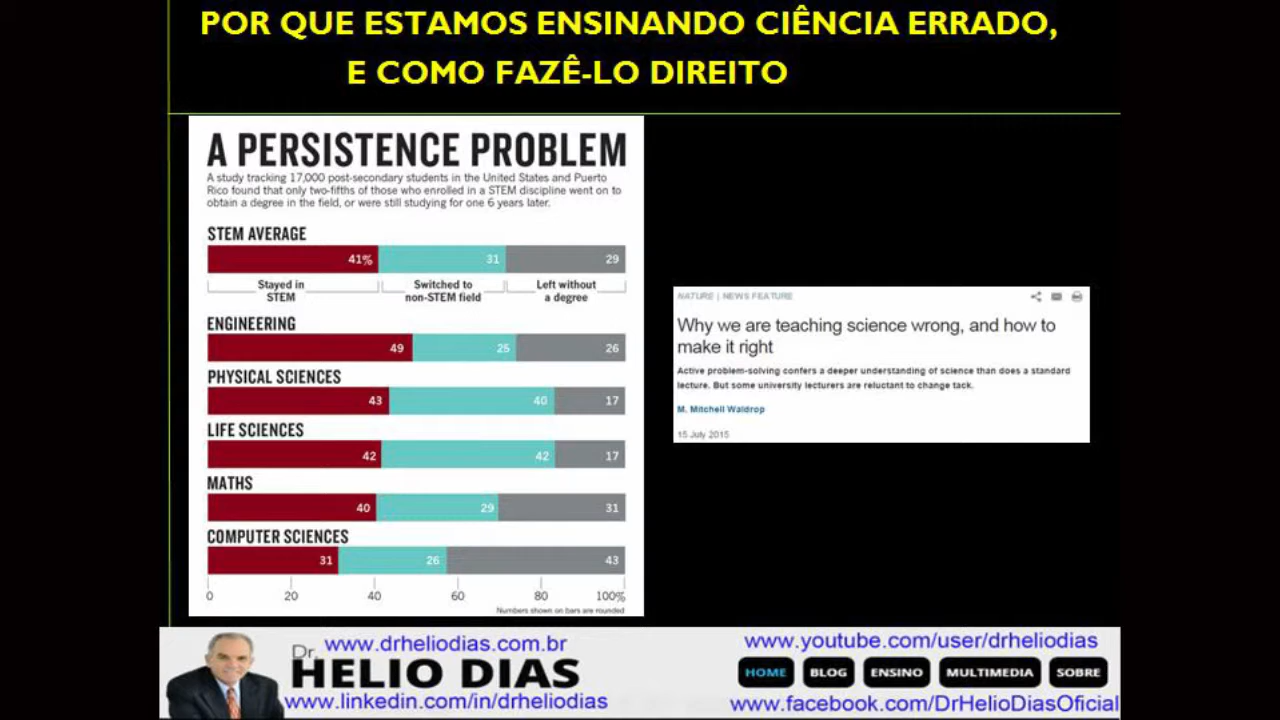 POR QUE ESTAMOS ENSINANDO CIÊNCIA ERRADO,
E COMO FAZÊ-LO DIREITO
A PERSISTENCE PROBLEM
A study tracking 17,000 post-secondary students in the United States and Puerto
Rico found that only two-fifths of those who enrolled in a STEM discipline went on to
obtain a degree in the field, or were still studying for one 6 years later.
STEM AVERAGE
41% 31 29
Stayed in STEM
Switched to non-STEM field
Left without a degree
ENGINEERING
49 25 26
PHYSICAL SCIENCES
43 40 17
LIFE SCIENCES
42 42 17
MATHS
40 29 31
COMPUTER SCIENCES
31 26 43
0 20 40 60 80 100%
Numbers shown on bars are rounded
NATURE | NEWS FEATURE
Why we are teaching science wrong, and how to
make it right
Active problem-solving confers a deeper understanding of science than does a standard
lecture. But some university lecturers are reluctant to change tack.
M. Mitchell Waldrop
15 July 2015
www.drheliodias.com.br
Dr. HELIO DIAS
www.linkedin.com/in/drheliodias
www.youtube.com/user/drheliodias
HOME BLOG ENSINO MULTIMEDIA SOBRE
www.facebook.com/DrHelioDiasOficial